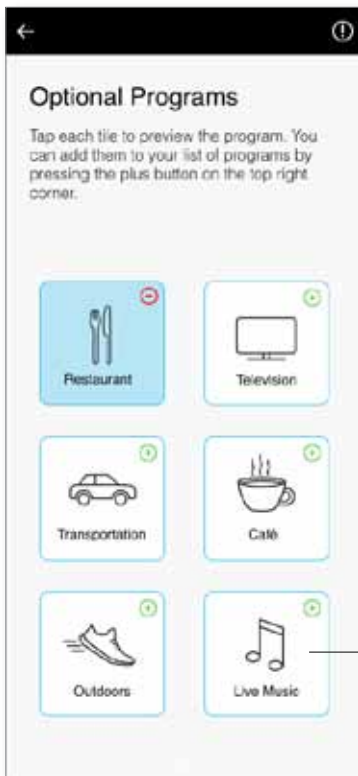 Optional Programs
Tap each tile to preview the program. You
can add them to your list of programs by
pressing the plus button on the top right
corner.
Restaurant
Television
Transportation
Café
Outdoors
Live Music